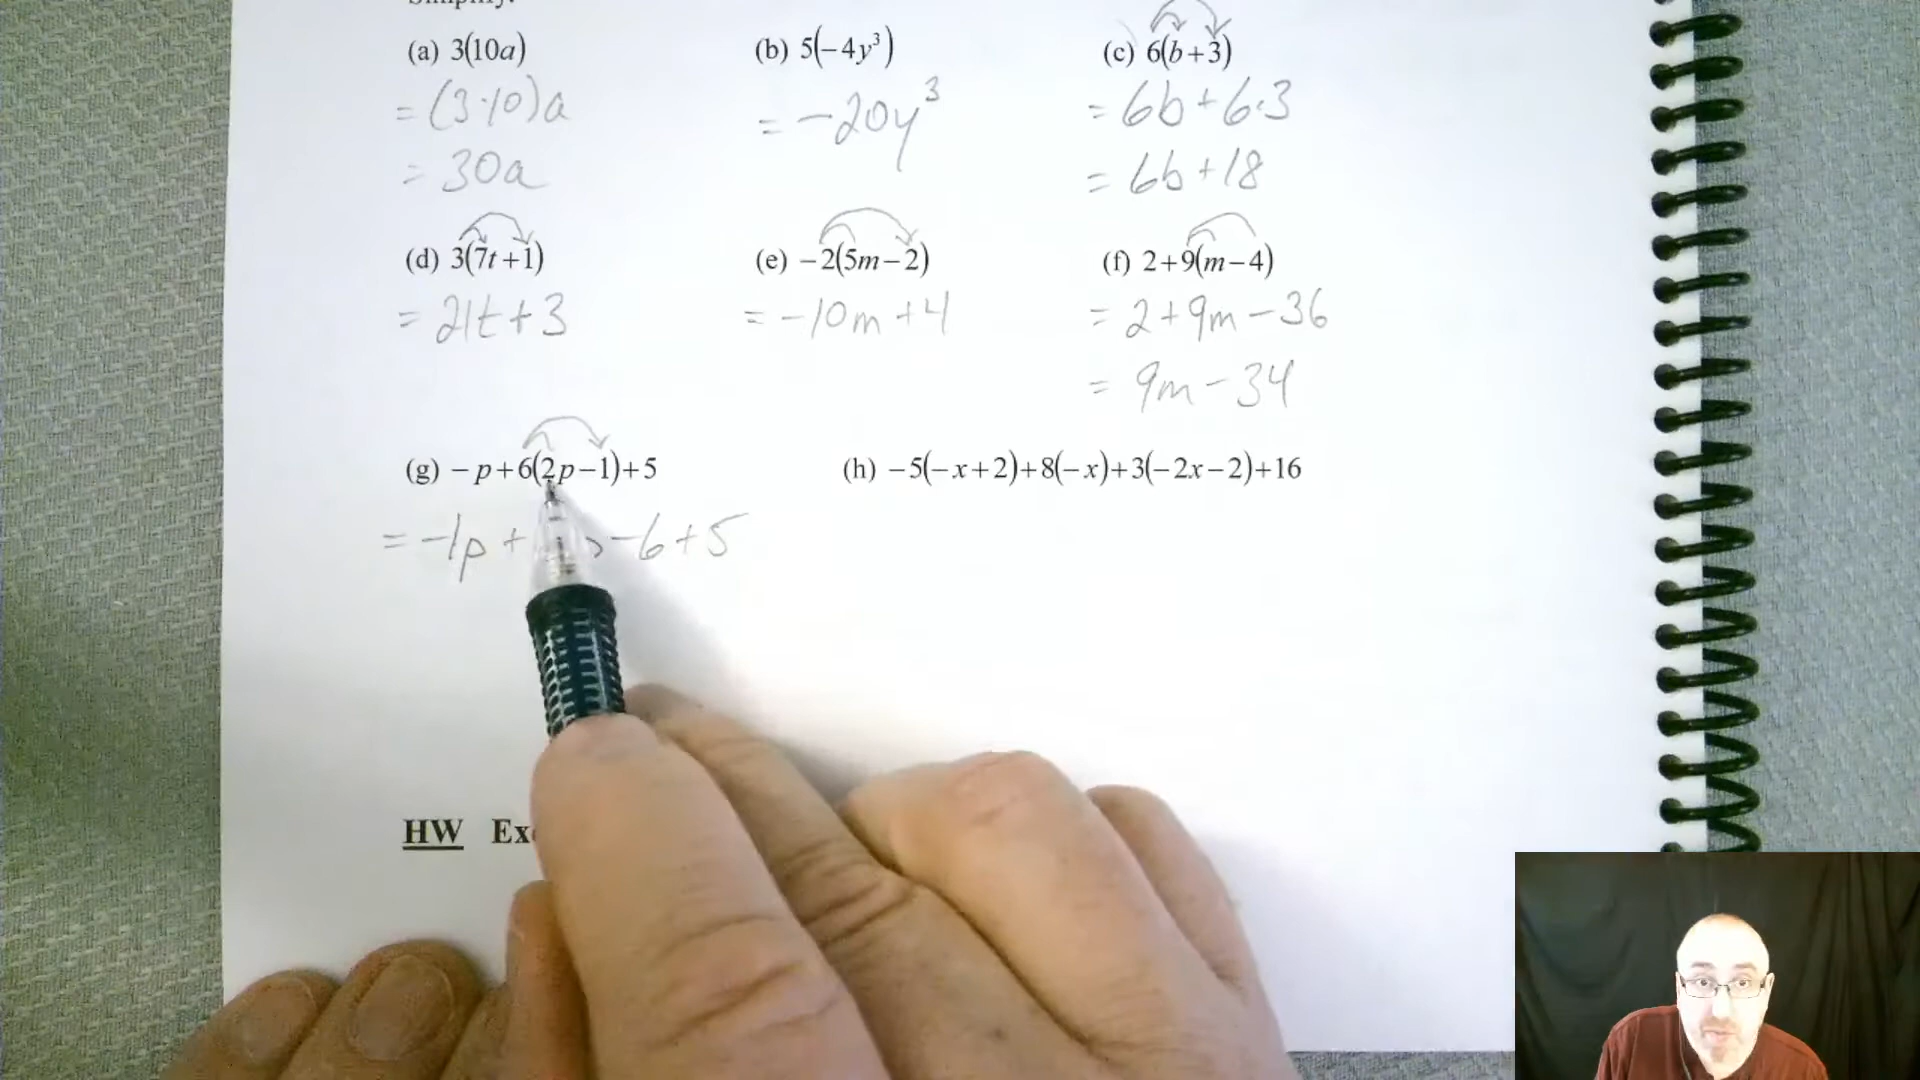 Simplify:
(a) 3(10a)
(b) 5(−4y³)
(c) 6(b+3)
= (3·10)a
= −20y³
= 6b+6·3
= 30a
= 6b+18
(d) 3(7t+1)
(e) −2(5m−2)
(f) 2+9(m−4)
= 21t+3
= −10m+4
= 2+9m−36
= 9m−34
(g) −p+6(2p−1)+5
(h) −5(−x+2)+8(−x)+3(−2x−2)+16
= −1p+ −6+5
HW